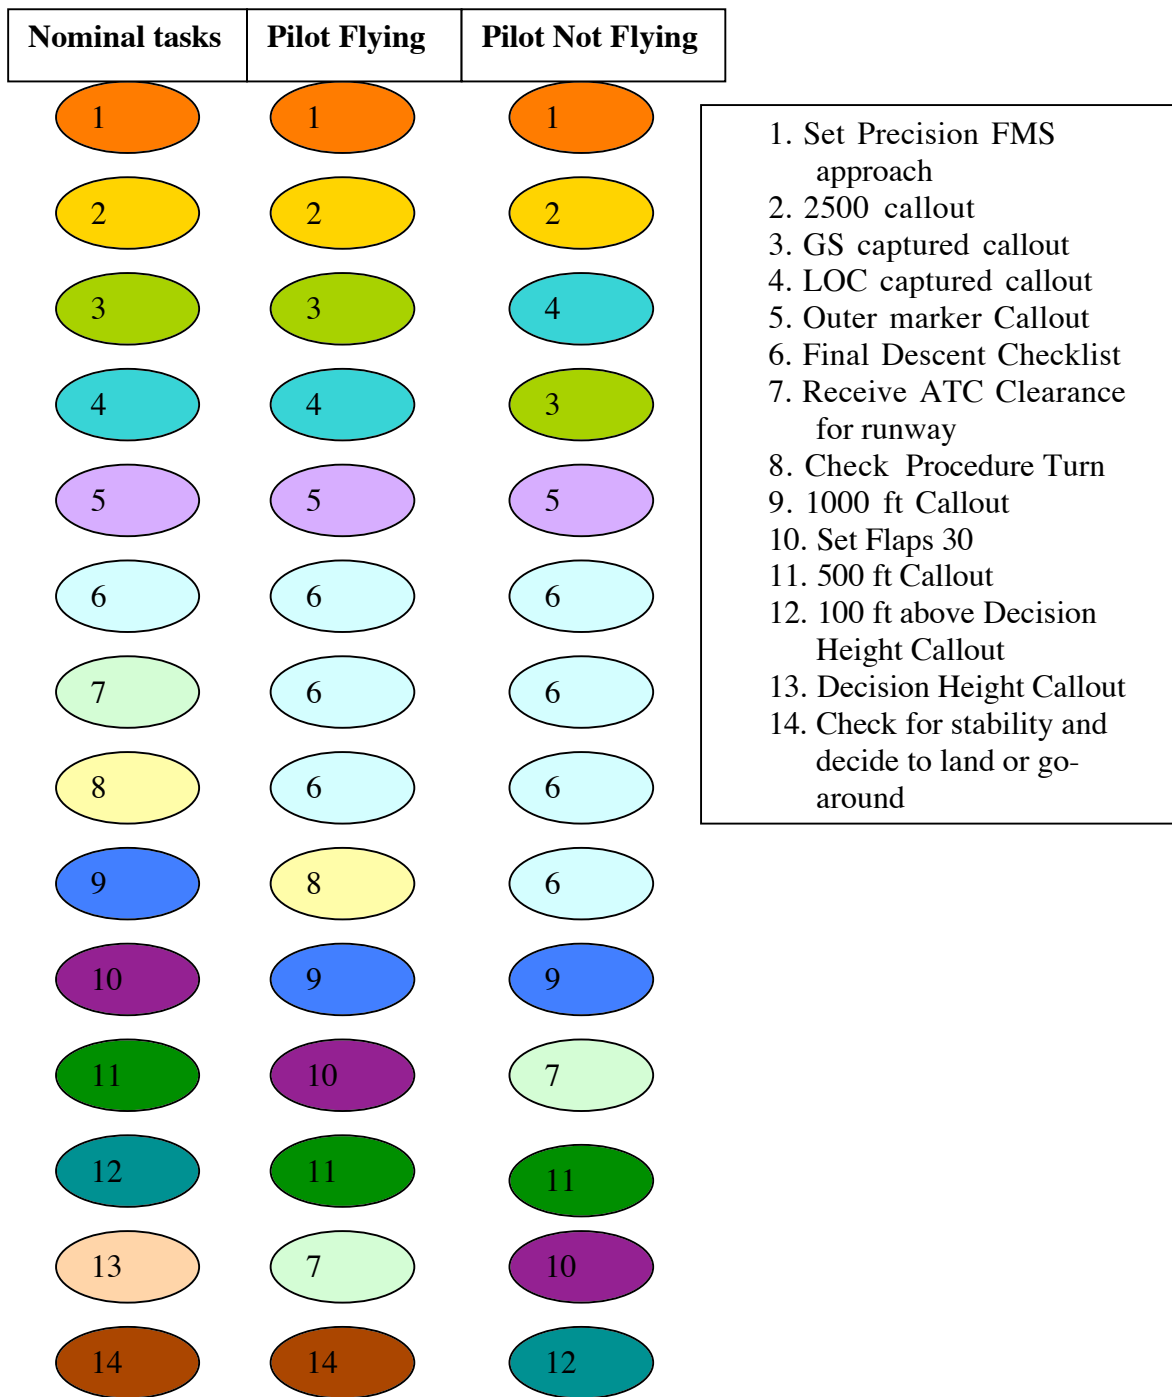 Nominal tasks Pilot Flying Pilot Not Flying
1 1 1
2 2 2
3 3 4
4 4 3
5 5 5
6 6 6
7 6 6
8 6 6
9 8 6
10 9 9
11 10 7
12 11 11
13 7 10
14 14 12
1. Set Precision FMS
approach
2. 2500 callout
3. GS captured callout
4. LOC captured callout
5. Outer marker Callout
6. Final Descent Checklist
7. Receive ATC Clearance
for runway
8. Check Procedure Turn
9. 1000 ft Callout
10. Set Flaps 30
11. 500 ft Callout
12. 100 ft above Decision
Height Callout
13. Decision Height Callout
14. Check for stability and
decide to land or go-
around